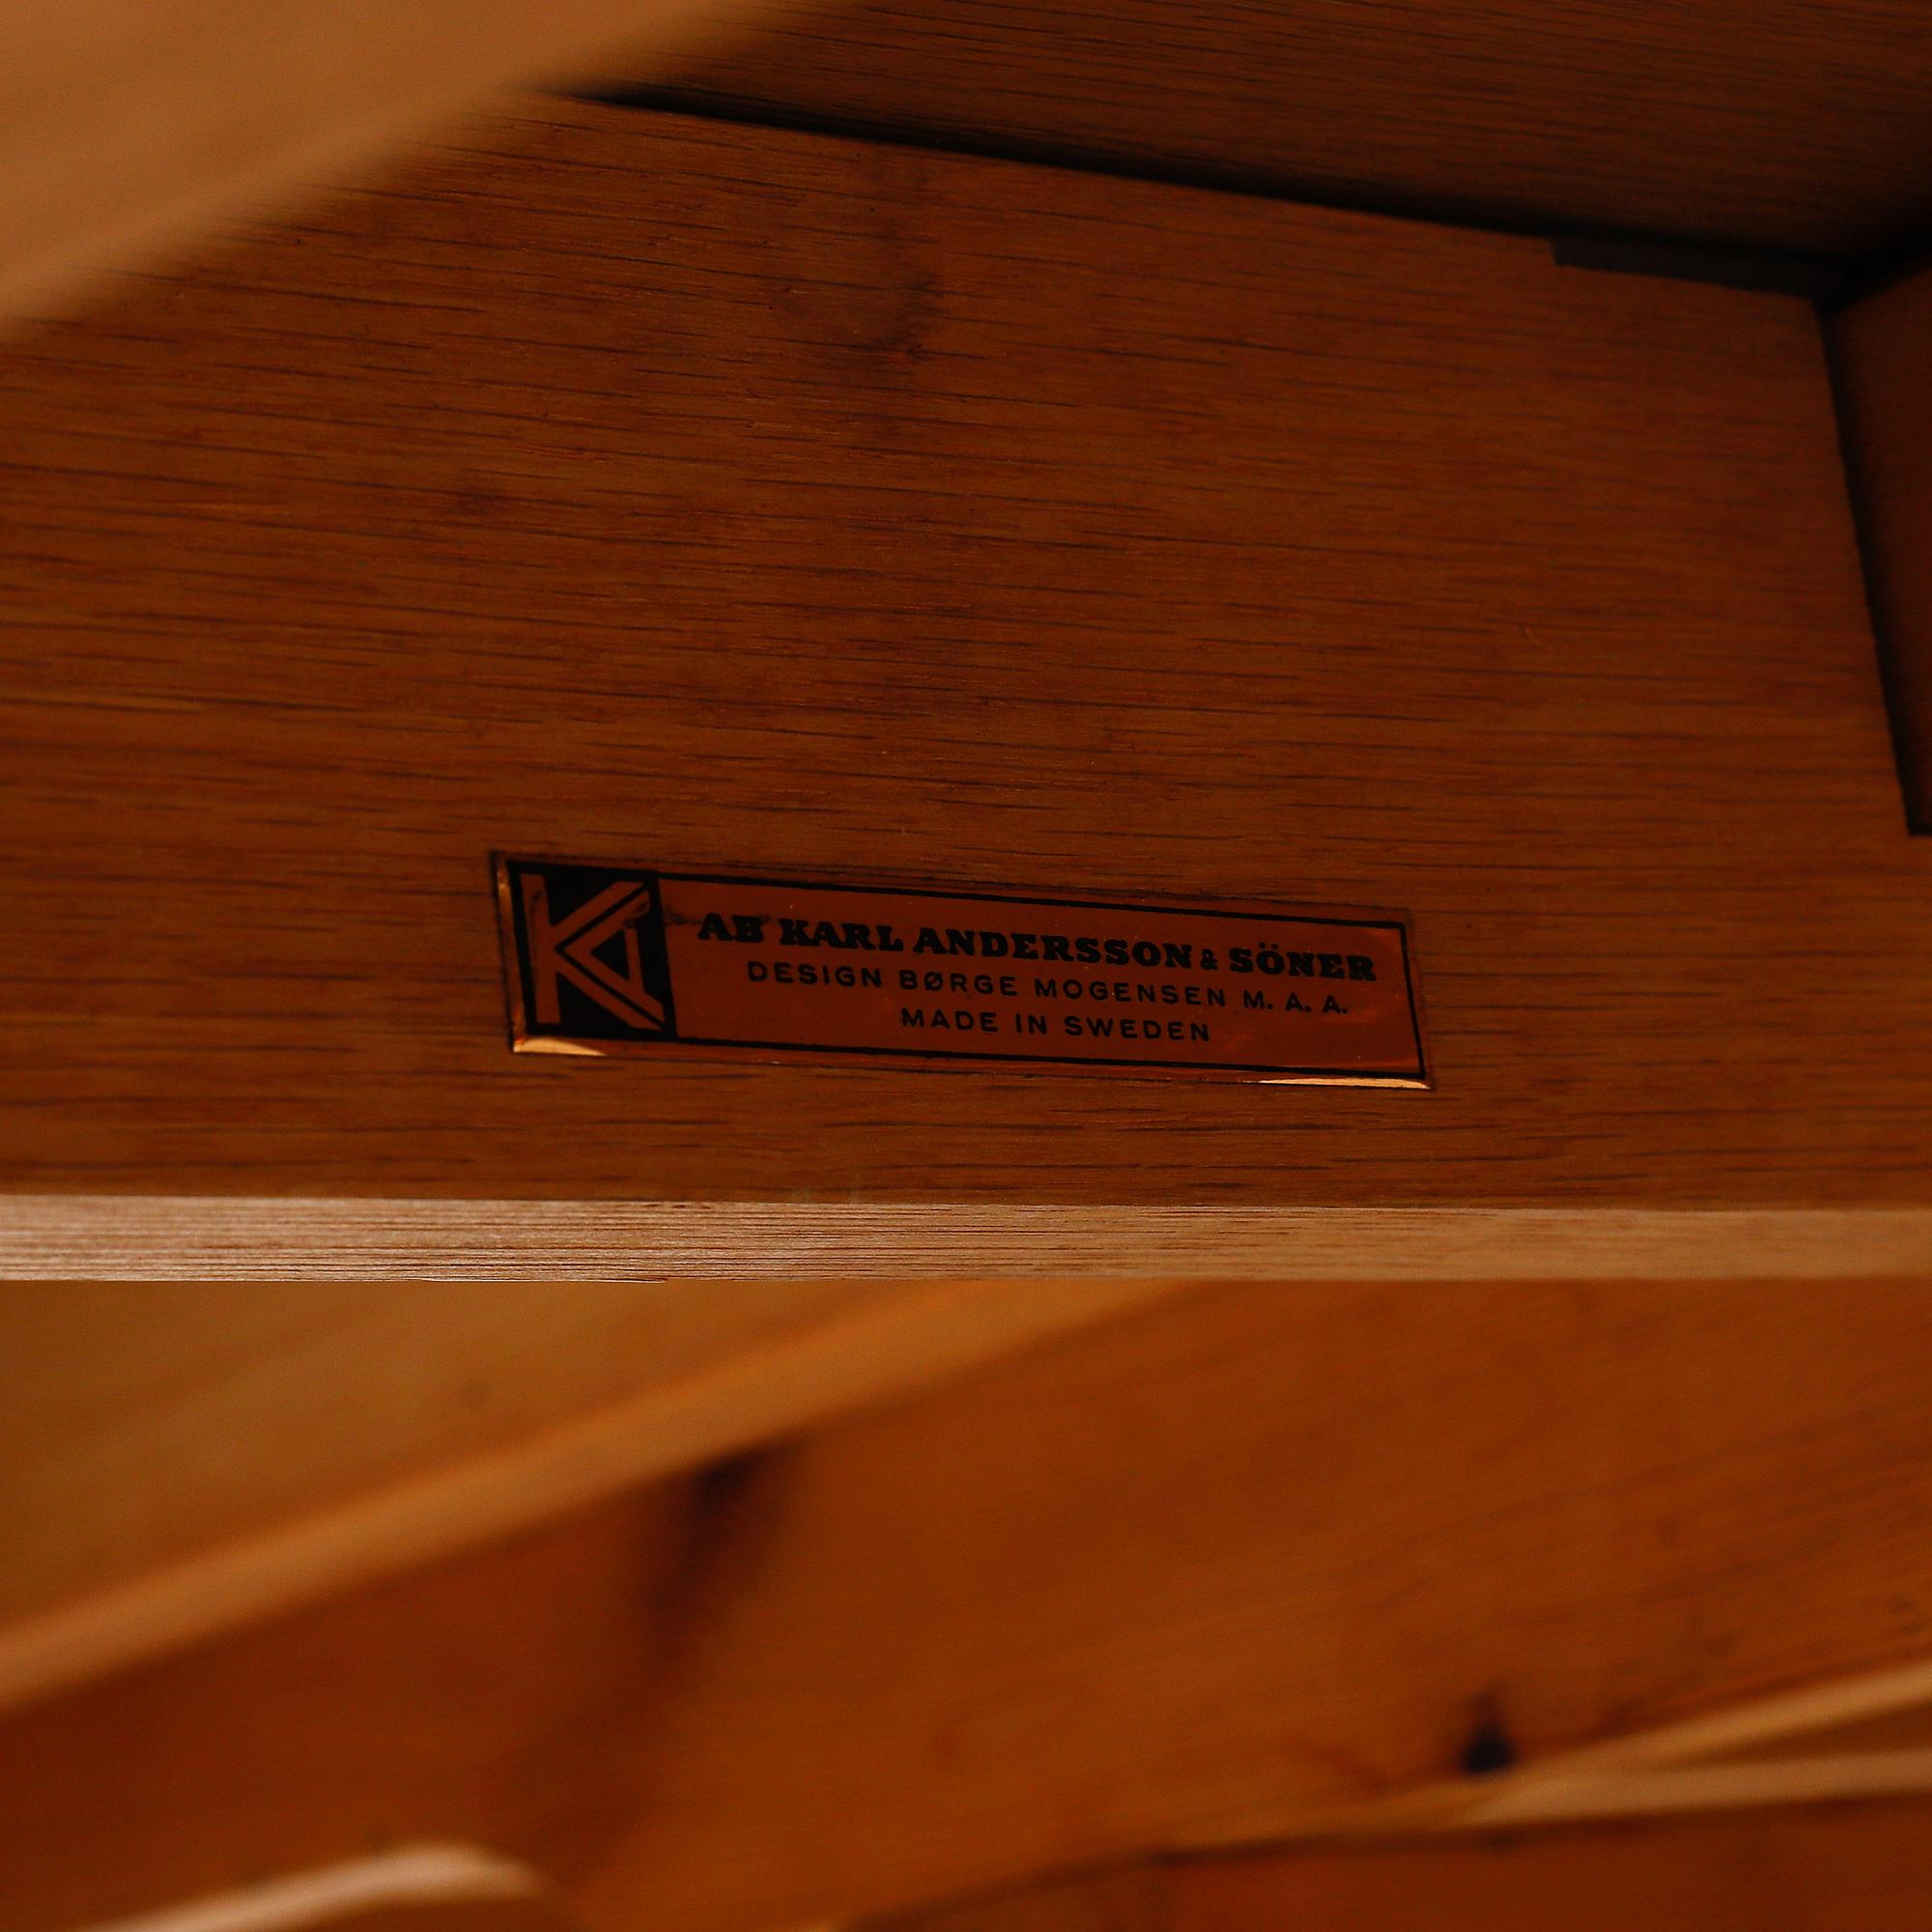 KA
AB KARL ANDERSSON & SÖNER
DESIGN BØRGE MOGENSEN M. A. A.
MADE IN SWEDEN